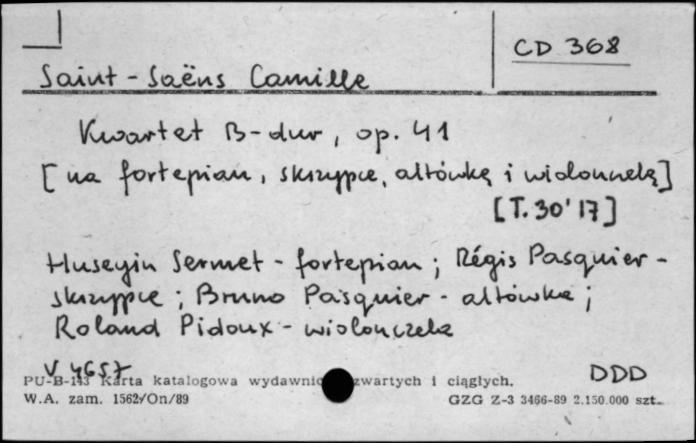 CD 368
Saint-Saëns Camille
Kwartet B-dur, op. 41
[na fortepian, skrzypce, altówkę i wiolonczelę]
[T. 30'17]
Huseyin Sermet - fortepian; Régis Pasquier -
skrzypce; Bruno Pasquier - altówka;
Roland Pidoux - wiolonczela
V 4657 DDD
PU-B-143 Karta katalogowa wydawnic zwartych i ciągłych.
W.A. zam. 1562/On/89 GZG Z-3 3466-89 2.150.000 szt.